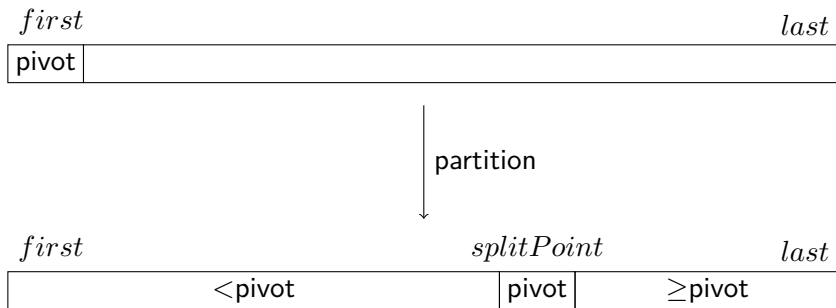 first last
pivot
partition
first splitPoint last
<pivot pivot ≥pivot